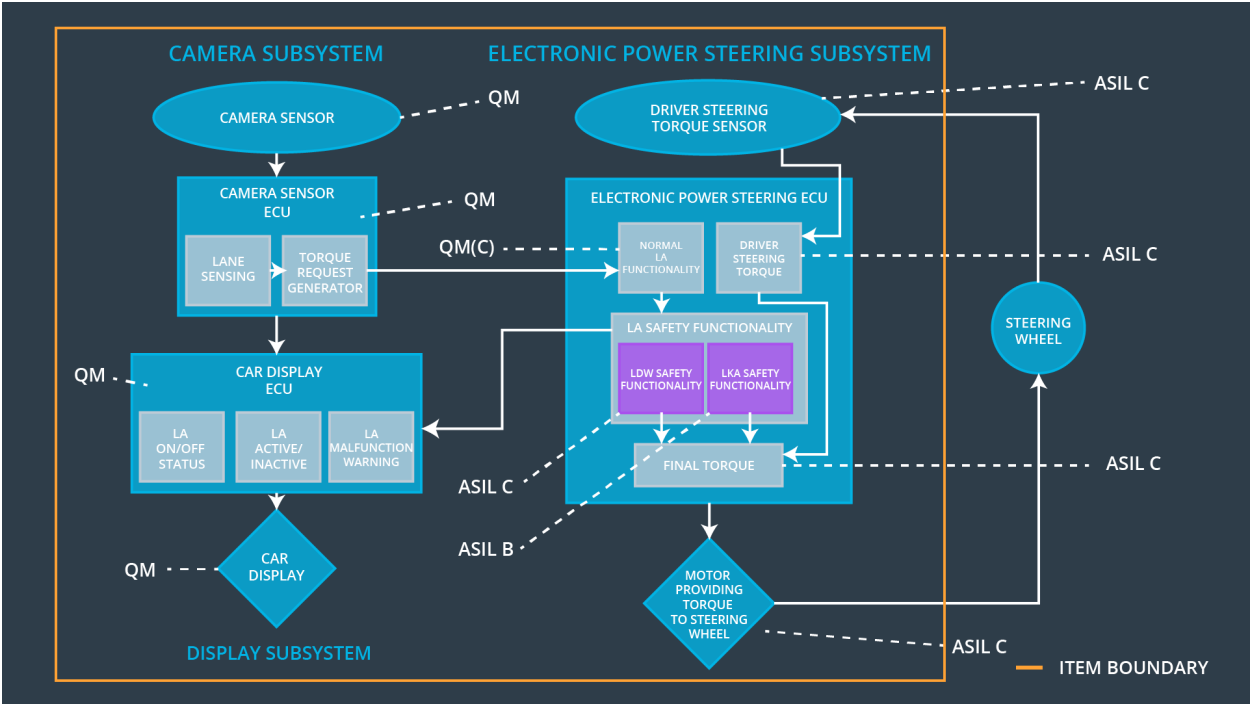 CAMERA SUBSYSTEM
ELECTRONIC POWER STEERING SUBSYSTEM
CAMERA SENSOR
QM
DRIVER STEERING
TORQUE SENSOR
ASIL C
CAMERA SENSOR
ECU
QM
LANE
SENSING
TORQUE
REQUEST
GENERATOR
ELECTRONIC POWER STEERING ECU
QM(C)
NORMAL
LA
FUNCTIONALITY
DRIVER
STEERING
TORQUE
ASIL C
LA SAFETY FUNCTIONALITY
LDW SAFETY
FUNCTIONALITY
LKA SAFETY
FUNCTIONALITY
STEERING
WHEEL
QM
CAR DISPLAY
ECU
LA
ON/OFF
STATUS
LA
ACTIVE/
INACTIVE
LA
MALFUNCTION
WARNING
FINAL TORQUE
ASIL C
ASIL C
ASIL B
QM
CAR
DISPLAY
MOTOR
PROVIDING
TORQUE
TO STEERING
WHEEL
ASIL C
DISPLAY SUBSYSTEM
ITEM BOUNDARY